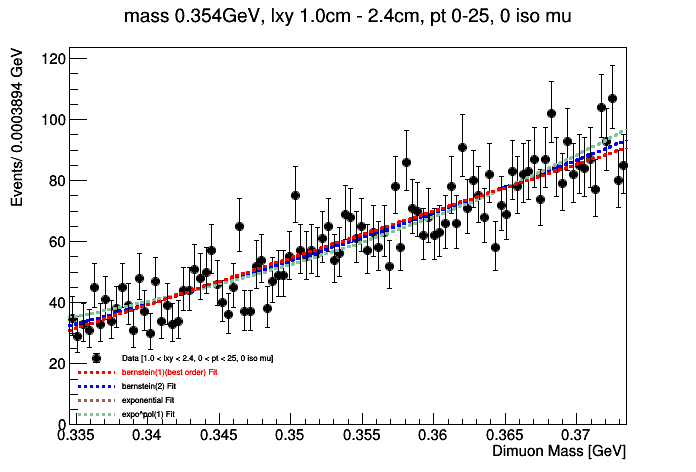 mass 0.354GeV, lxy 1.0cm - 2.4cm, pt 0-25, 0 iso mu
Events/ 0.0003894 GeV
120
100
80
60
40
20
0
Data [1.0 < lxy < 2.4, 0 < pt < 25, 0 iso mu]
bernstein(1)(best order) Fit
bernstein(2) Fit
exponential Fit
expo*pol(1) Fit
0.335 0.34 0.345 0.35 0.355 0.36 0.365 0.37
Dimuon Mass [GeV]